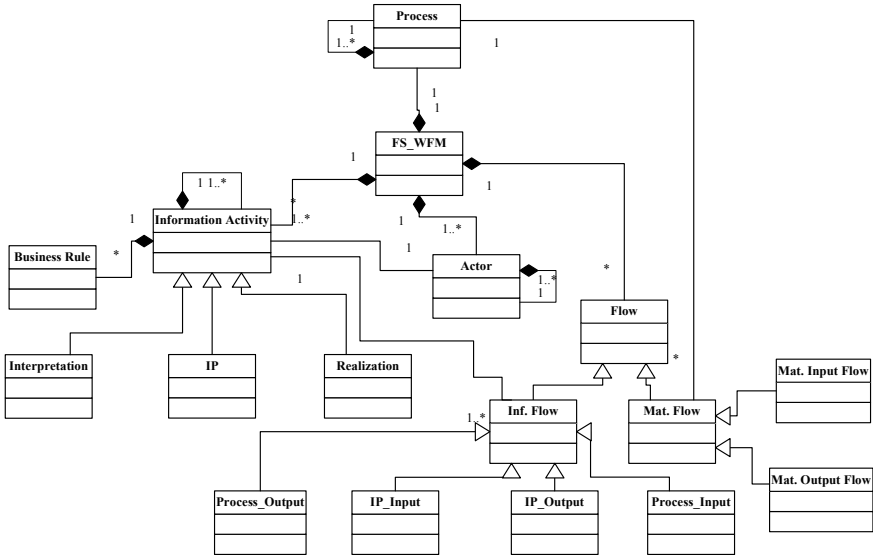 Process
1
1..*
1
1
1
FS_WFM
1
1
1 1..*
*
1..*
Information Activity
1
1
1..*
Business Rule
*
1
Actor
1..*
1
*
1
Flow
Interpretation
IP
Realization
*
Mat. Input Flow
Inf. Flow
Mat. Flow
1..*
Mat. Output Flow
Process_Output
IP_Input
IP_Output
Process_Input